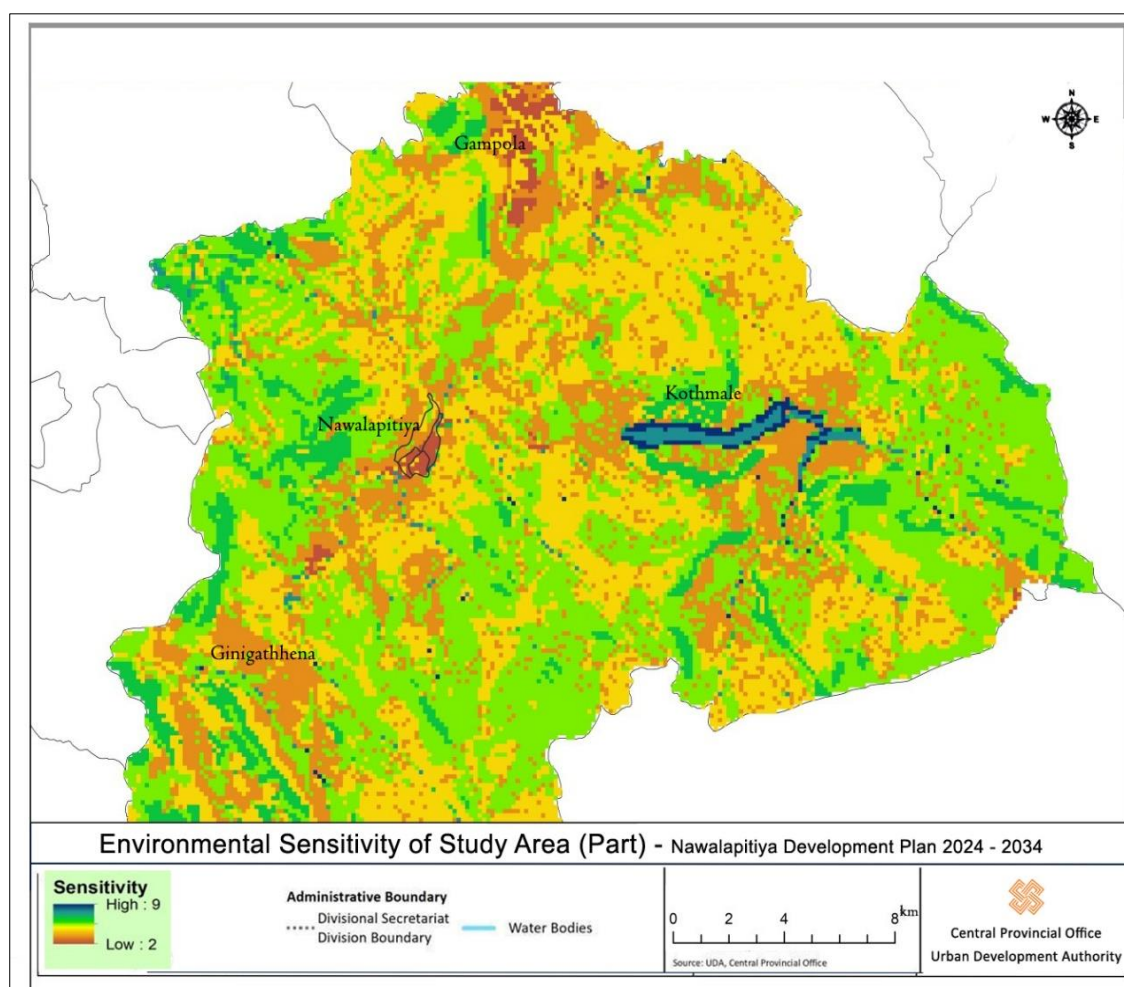 N
W
E
S
Gampola
Kothmale
Nawalapitiya
Ginigathhena
Environmental Sensitivity of Study Area (Part) - Nawalapitiya Development Plan 2024 - 2034
Sensitivity
High : 9
Low : 2
Administrative Boundary
Divisional Secretariat
Division Boundary
Water Bodies
0 2 4 8 km
Source: UDA, Central Provincial Office
Central Provincial Office
Urban Development Authority